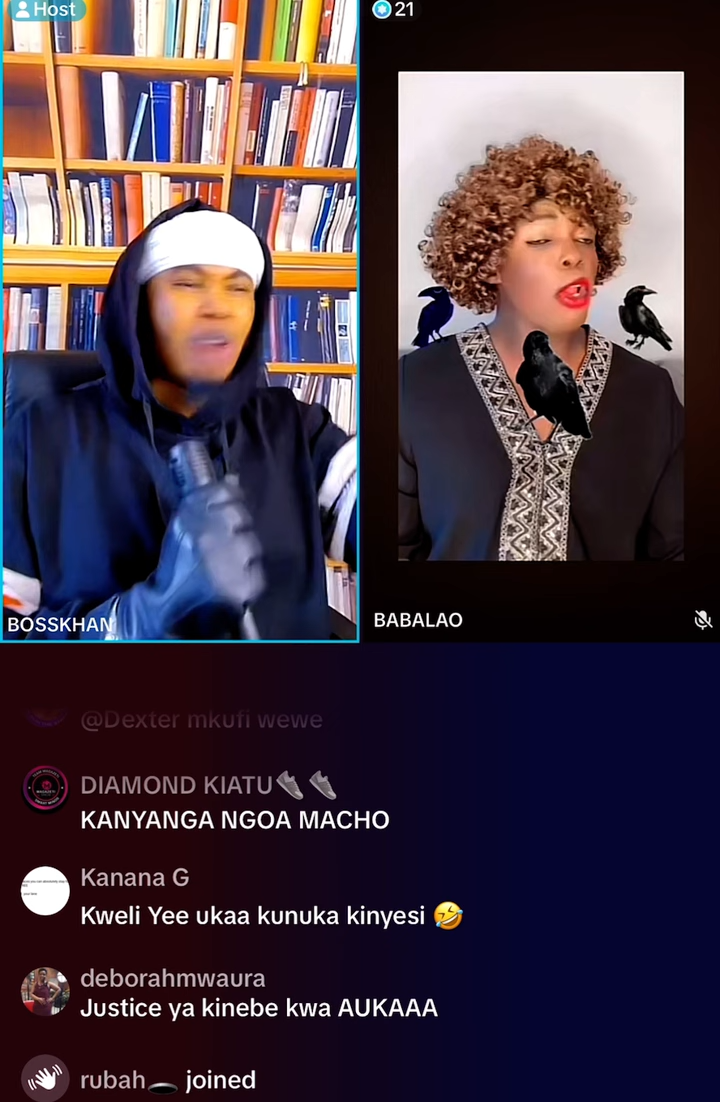 Host
21
BOSSKHAN
BABALAO
@Dexter mkufi wewe
DIAMOND KIATU👟👟
KANYANGA NGOA MACHO
Kanana G
Kweli Yee ukaa kunuka kinyesi 🤣
deborahmwaura
Justice ya kinebe kwa AUKAAA
rubah🕳️ joined